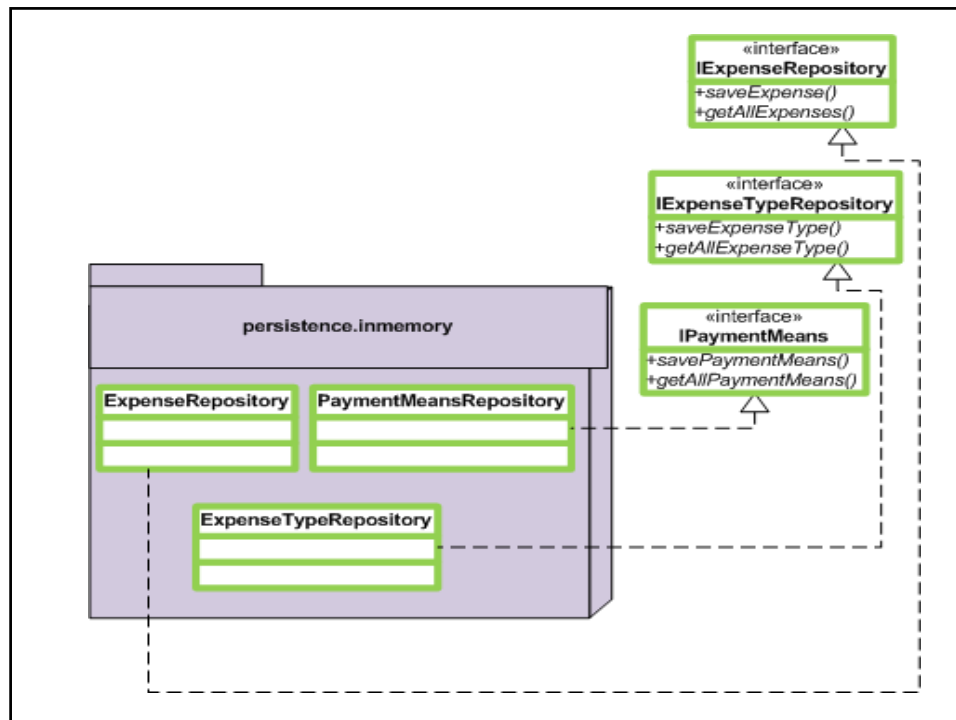 «interface»
IExpenseRepository
+saveExpense()
+getAllExpenses()
«interface»
IExpenseTypeRepository
+saveExpenseType()
+getAllExpenseType()
«interface»
IPaymentMeans
+savePaymentMeans()
+getAllPaymentMeans()
persistence.inmemory
ExpenseRepository
PaymentMeansRepository
ExpenseTypeRepository